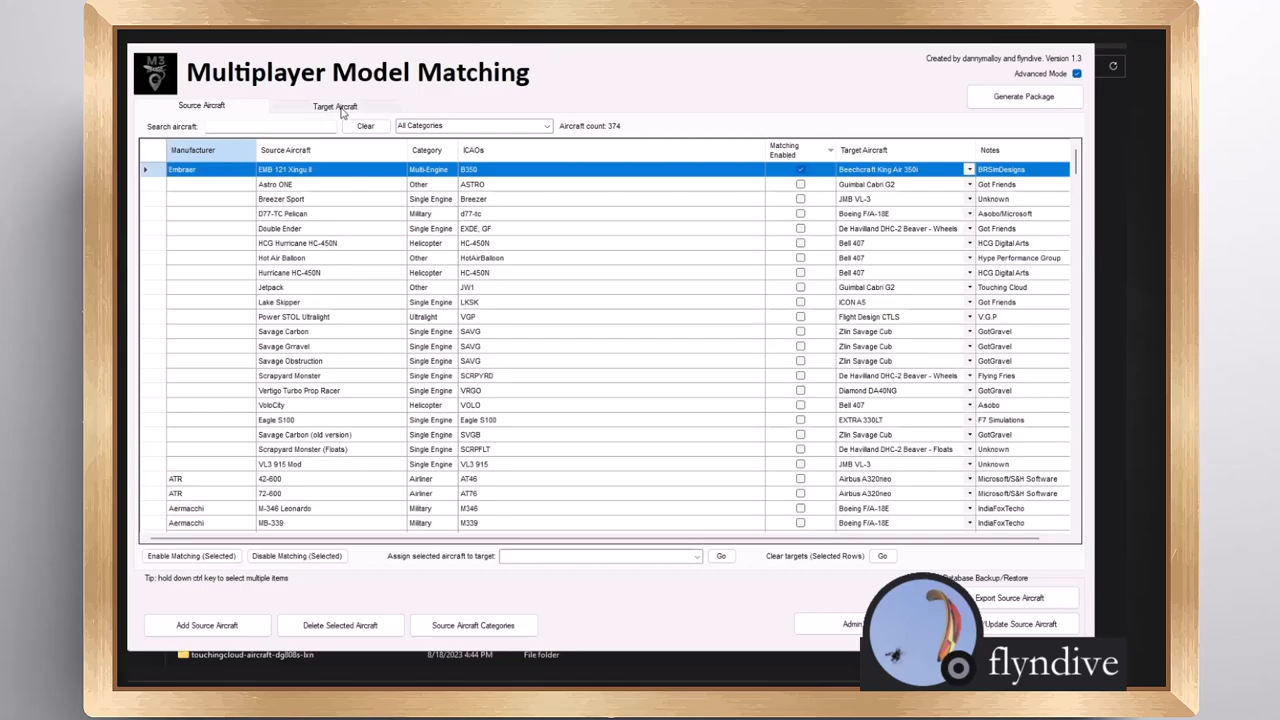 M3
Multiplayer Model Matching
Created by dannymalloy and flyndive. Version 1.3
Advanced Mode
Generate Package
Source Aircraft Target Aircraft
Search aircraft: Clear All Categories Aircraft count: 374
Manufacturer Source Aircraft Category ICAOs Matching Enabled Target Aircraft Notes
Embraer EMB 121 Xingu II Multi-Engine B350 Beechcraft King Air 350i BRSimDesigns
Astro ONE Other ASTRO Guimbal Cabri G2 Got Friends
Breezer Sport Single Engine Breezer JMB VL-3 Unknown
D77-TC Pelican Military d77-tc Boeing F/A-18E Asobo/Microsoft
Double Ender Single Engine EXDE, GF De Havilland DHC-2 Beaver - Wheels Got Friends
HCG Hurricane HC-450N Helicopter HC-450N Bell 407 HCG Digital Arts
Hot Air Balloon Other HotAirBalloon Bell 407 Hype Performance Group
Hurricane HC-450N Helicopter HC-450N Bell 407 HCG Digital Arts
Jetpack Other JW1 Guimbal Cabri G2 Touching Cloud
Lake Skipper Single Engine LKSK ICON A5 Got Friends
Power STOL Ultralight Ultralight VGP Flight Design CTLS V.G.P
Savage Carbon Single Engine SAVG Zlin Savage Cub GotGravel
Savage Grravel Single Engine SAVG Zlin Savage Cub GotGravel
Savage Obstruction Single Engine SAVG Zlin Savage Cub GotGravel
Scrapyard Monster Single Engine SCRPYRD De Havilland DHC-2 Beaver - Wheels Flying Fries
Vertigo Turbo Prop Racer Single Engine VRGO Diamond DA40NG GotGravel
VoloCity Helicopter VOLO Bell 407 Asobo
Eagle S100 Single Engine Eagle S100 EXTRA 330LT F7 Simulations
Savage Carbon (old version) Single Engine SVGB Zlin Savage Cub GotGravel
Scrapyard Monster (Floats) Single Engine SCRPFLT De Havilland DHC-2 Beaver - Floats Unknown
VL3 915 Mod Single Engine VL3 915 JMB VL-3 Unknown
ATR 42-600 Airliner AT46 Airbus A320neo Microsoft/S&H Software
ATR 72-600 Airliner AT76 Airbus A320neo Microsoft/S&H Software
Aermacchi M-346 Leonardo Military M346 Boeing F/A-18E IndiaFoxTecho
Aermacchi MB-339 Military M339 Boeing F/A-18E IndiaFoxTecho
Enable Matching (Selected) Disable Matching (Selected) Assign selected aircraft to target: Go Clear targets (Selected Rows) Go
Tip: hold down ctrl key to select multiple items Database Backup/Restore
Export Source Aircraft
Add Source Aircraft Delete Selected Aircraft Source Aircraft Categories Admin /Update Source Aircraft
touchingcloud-aircraft-dg808s-lxn 8/18/2023 4:44 PM File folder
flyndive